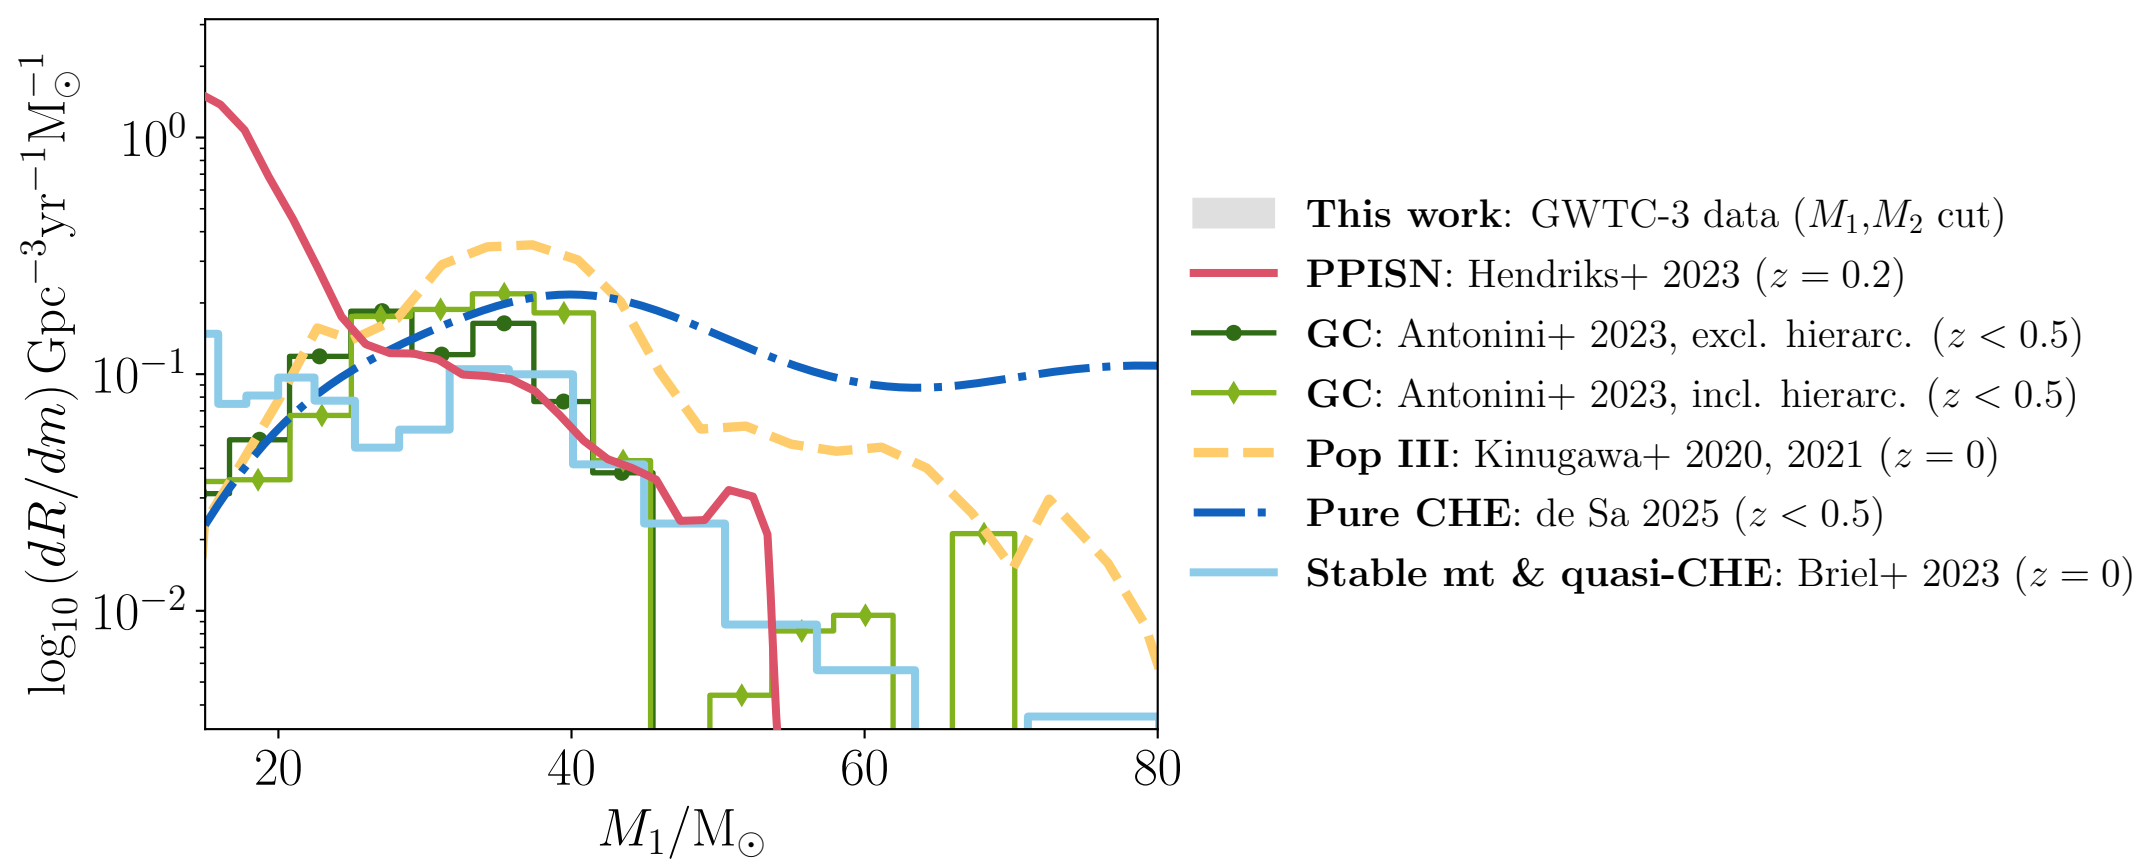 log₁₀(dR/dm) Gpc⁻³yr⁻¹M⊙⁻¹
10⁰
10⁻¹
10⁻²
20 40 60 80
M₁/M⊙
This work: GWTC-3 data (M₁,M₂ cut)
PPISN: Hendriks+ 2023 (z = 0.2)
GC: Antonini+ 2023, excl. hierarc. (z < 0.5)
GC: Antonini+ 2023, incl. hierarc. (z < 0.5)
Pop III: Kinugawa+ 2020, 2021 (z = 0)
Pure CHE: de Sa 2025 (z < 0.5)
Stable mt & quasi-CHE: Briel+ 2023 (z = 0)